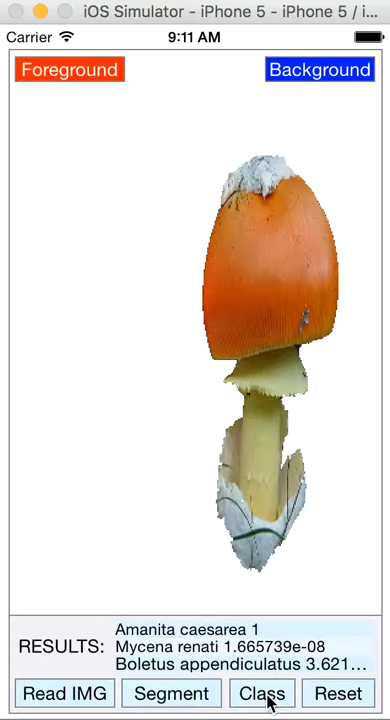 iOS Simulator - iPhone 5 - iPhone 5 / i...
Carrier 9:11 AM
Foreground Background
RESULTS:
Amanita caesarea 1
Mycena renati 1.665739e-08
Boletus appendiculatus 3.621...
Read IMG Segment Class Reset